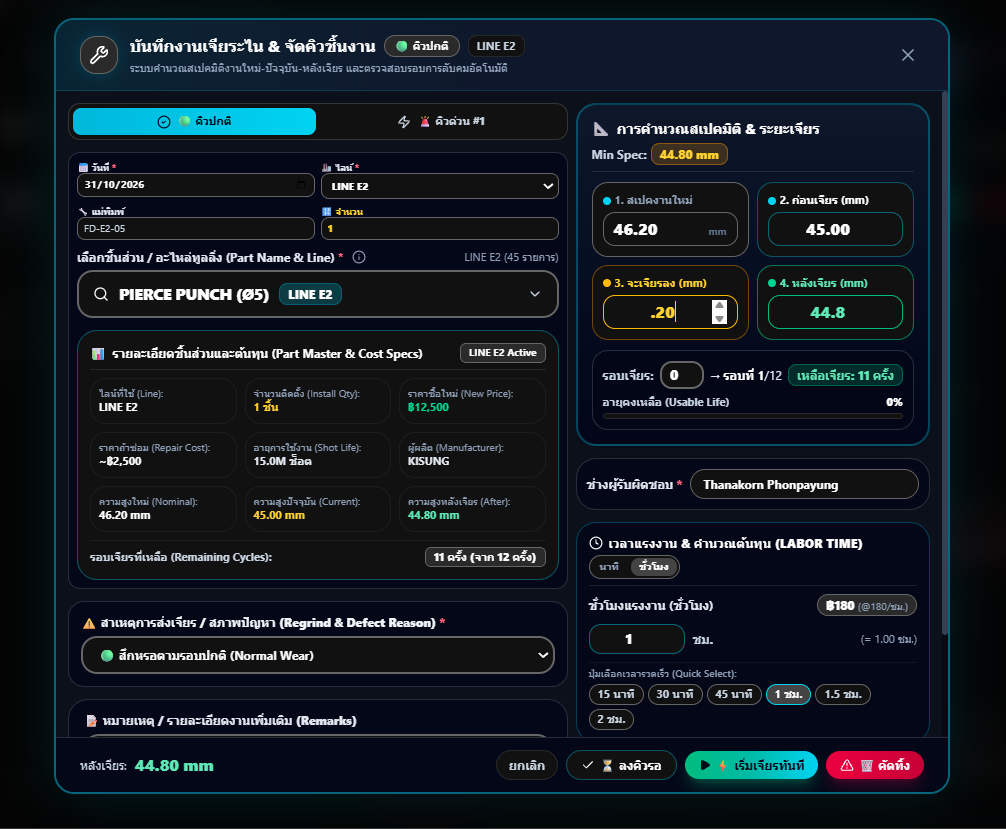 บันทึกงานเจียระไน & จัดคิวชิ้นงาน คิวปกติ LINE E2
ระบบคำนวณสเปคมิติงานใหม่-ปัจจุบัน-หลังเจียร และตรวจสอบรอบการลับคมอัตโนมัติ
คิวปกติ
คิวด่วน #1
วันที่ *
31/10/2026
ไลน์ *
LINE E2
แม่พิมพ์
FD-E2-05
จำนวน
1
เลือกชิ้นส่วน / อะไหล่ทูลลิ่ง (Part Name & Line) *
LINE E2 (45 รายการ)
PIERCE PUNCH (Ø5) LINE E2
รายละเอียดชิ้นส่วนและต้นทุน (Part Master & Cost Specs)
LINE E2 Active
ไลน์ที่ใช้ (Line):
LINE E2
จำนวนติดตั้ง (Install Qty):
1 ชิ้น
ราคาซื้อใหม่ (New Price):
฿12,500
ราคาถ้าซ่อม (Repair Cost):
~฿2,500
อายุการใช้งาน (Shot Life):
15.0M ช็อต
ผู้ผลิต (Manufacturer):
KISUNG
ความสูงใหม่ (Nominal):
46.20 mm
ความสูงปัจจุบัน (Current):
45.00 mm
ความสูงหลังเจียร (After):
44.80 mm
รอบเจียรที่เหลือ (Remaining Cycles):
11 ครั้ง (จาก 12 ครั้ง)
สาเหตุการส่งเจียร / สภาพปัญหา (Regrind & Defect Reason) *
สึกหรอตามรอบปกติ (Normal Wear)
หมายเหตุ / รายละเอียดงานเพิ่มเติม (Remarks)
การคำนวณสเปคมิติ & ระยะเจียร
Min Spec: 44.80 mm
1. สเปคงานใหม่
46.20 mm
2. ก่อนเจียร (mm)
45.00
3. จะเจียรลง (mm)
.20
4. หลังเจียร (mm)
44.8
รอบเจียร: 0 → รอบที่ 1/12 เหลือเจียร: 11 ครั้ง
อายุคงเหลือ (Usable Life) 0%
ช่างผู้รับผิดชอบ * Thanakorn Phonpayung
เวลาแรงงาน & คำนวณต้นทุน (LABOR TIME)
นาที ชั่วโมง
ชั่วโมงแรงงาน (ชั่วโมง) ฿180 (@180/ชม.)
1 ชม. (= 1.00 ชม.)
ปุ่มเลือกเวลารวดเร็ว (Quick Select):
15 นาที 30 นาที 45 นาที 1 ชม. 1.5 ชม.
2 ชม.
หลังเจียร: 44.80 mm
ยกเลิก
ลงคิวรอ
เริ่มเจียรทันที
คัดทิ้ง